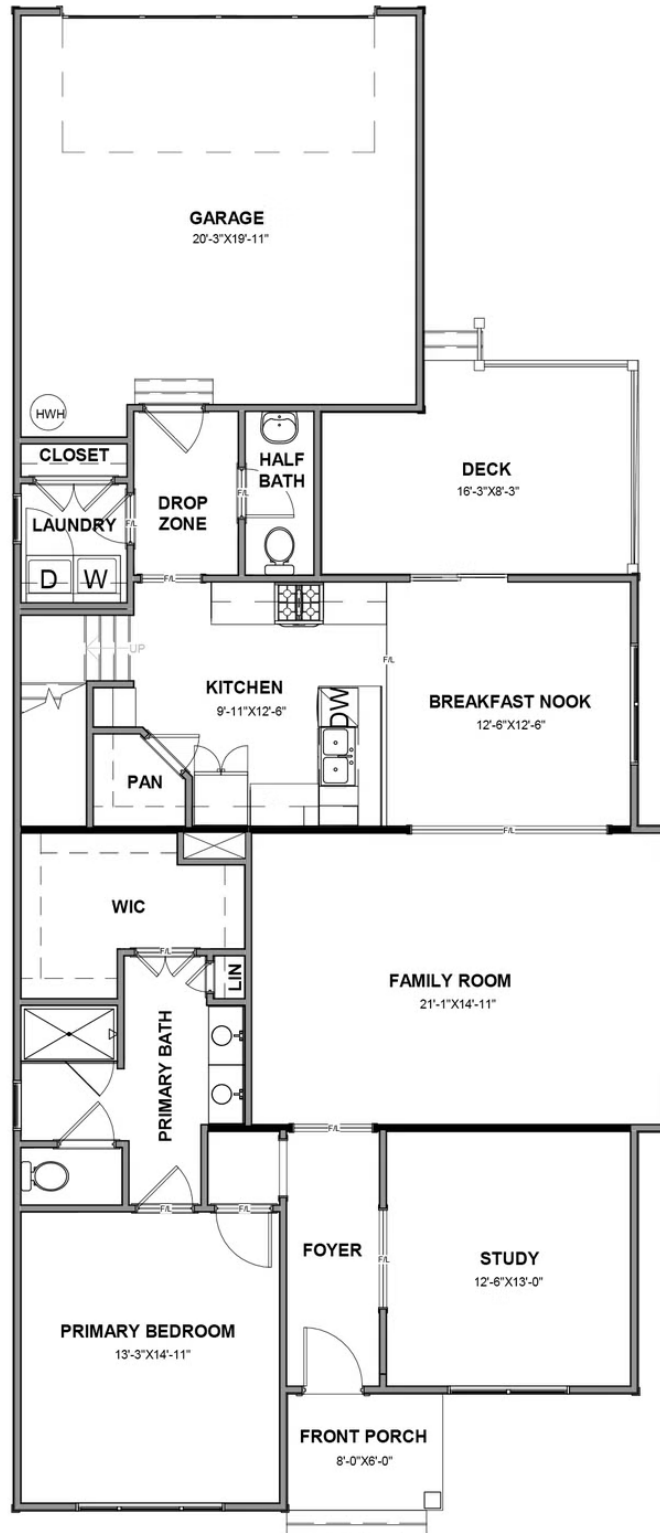 GARAGE
20'-3"X19'-11"
HWH
CLOSET
HALF
BATH
DECK
16'-3"X8'-3"
DROP
ZONE
F/L
LAUNDRY
F/L
D
W
F/L
UP
KITCHEN
9'-11"X12'-6"
F/L
DW
BREAKFAST NOOK
12'-6"X12'-6"
PAN
F/L
WIC
F/L
LIN
FAMILY ROOM
21'-1"X14'-11"
PRIMARY BATH
F/L
F/L
F/L
FOYER
F/L
STUDY
12'-6"X13'-0"
PRIMARY BEDROOM
13'-3"X14'-11"
FRONT PORCH
8'-0"X6'-0"